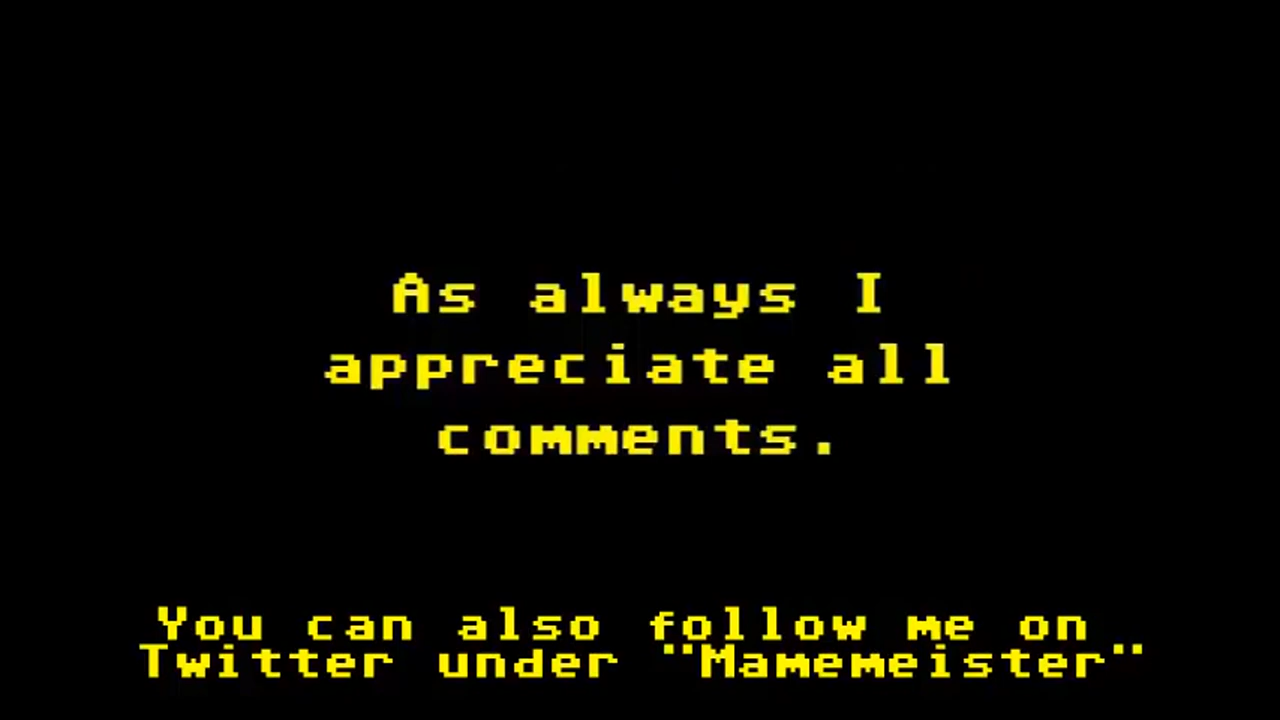 As always I
appreciate all
comments.
You can also follow me on
Twitter under "Mamemeister"